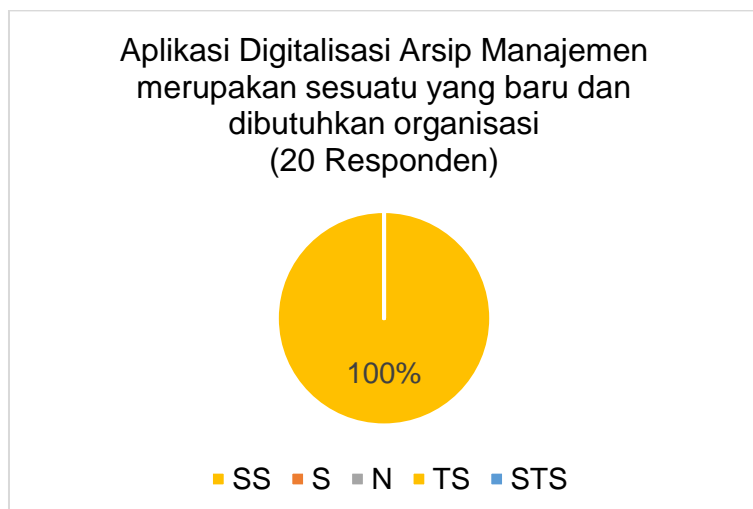 Aplikasi Digitalisasi Arsip Manajemen
merupakan sesuatu yang baru dan
dibutuhkan organisasi
(20 Responden)
100%
SS S N TS STS